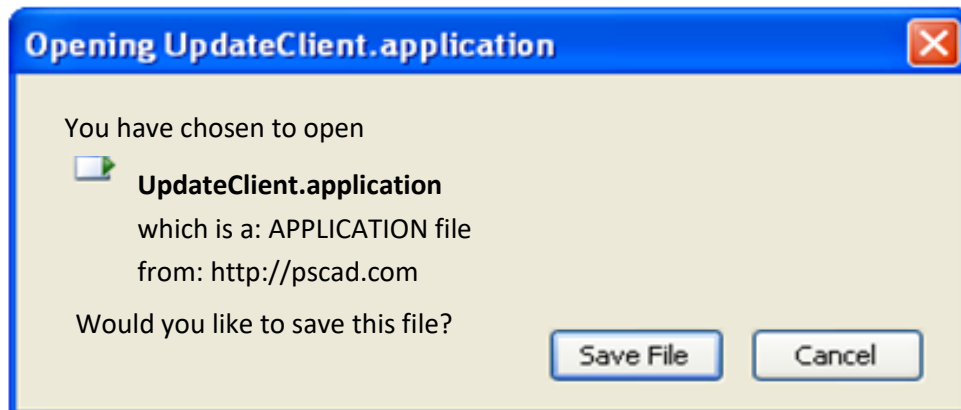 Opening UpdateClient.application
You have chosen to open
UpdateClient.application
which is a: APPLICATION file
from: http://pscad.com
Would you like to save this file?
Save File Cancel